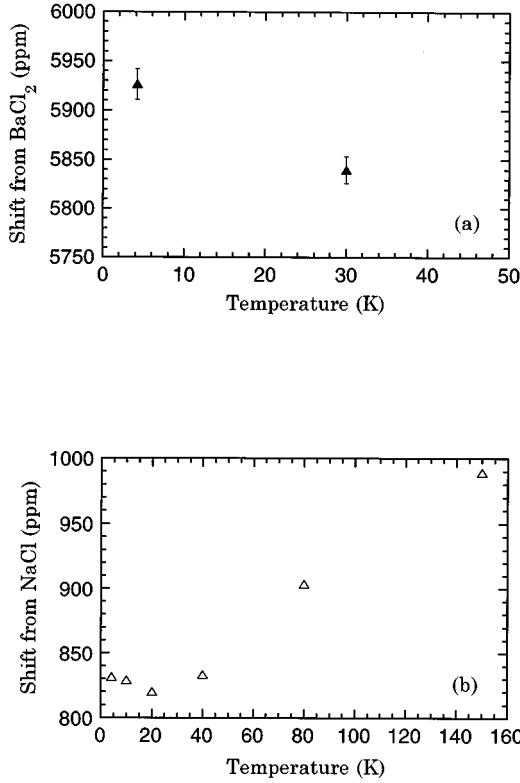 6000
5950
5900
5850
5800
5750
Shift from BaCl2 (ppm)
(a)
0 10 20 30 40 50
Temperature (K)
1000
950
900
850
800
Shift from NaCl (ppm)
(b)
0 20 40 60 80 100 120 140 160
Temperature (K)